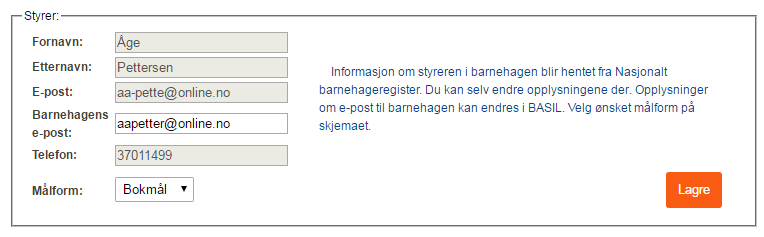 Styrer:
Fornavn: Åge
Etternavn: Pettersen
E-post: aa-pette@online.no
Barnehagens
e-post: aapetter@online.no
Telefon: 37011499
Målform: Bokmål
Informasjon om styreren i barnehagen blir hentet fra Nasjonalt
barnehageregister. Du kan selv endre opplysningene der. Opplysninger
om e-post til barnehagen kan endres i BASIL. Velg ønsket målform på
skjemaet.
Lagre